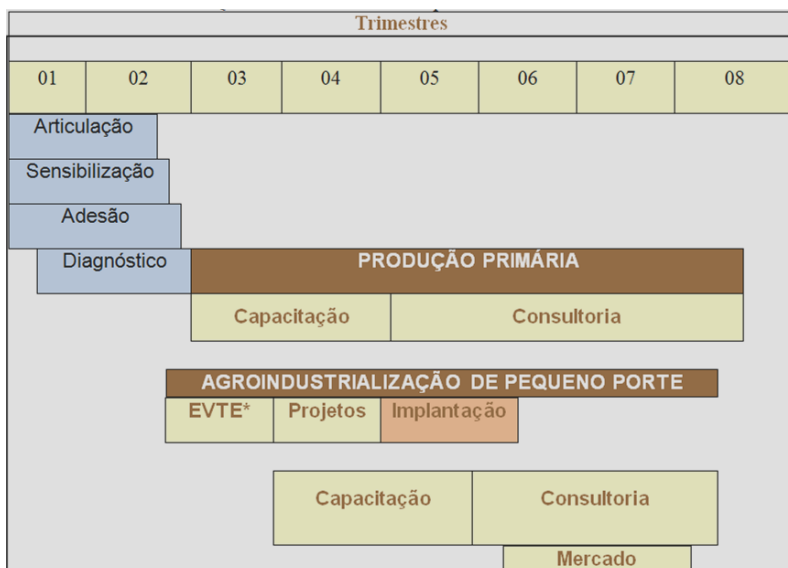 Trimestres
01 02 03 04 05 06 07 08
Articulação
Sensibilização
Adesão
Diagnóstico PRODUÇÃO PRIMÁRIA
Capacitação Consultoria
AGROINDUSTRIALIZAÇÃO DE PEQUENO PORTE
EVTE* Projetos Implantação
Capacitação Consultoria
Mercado